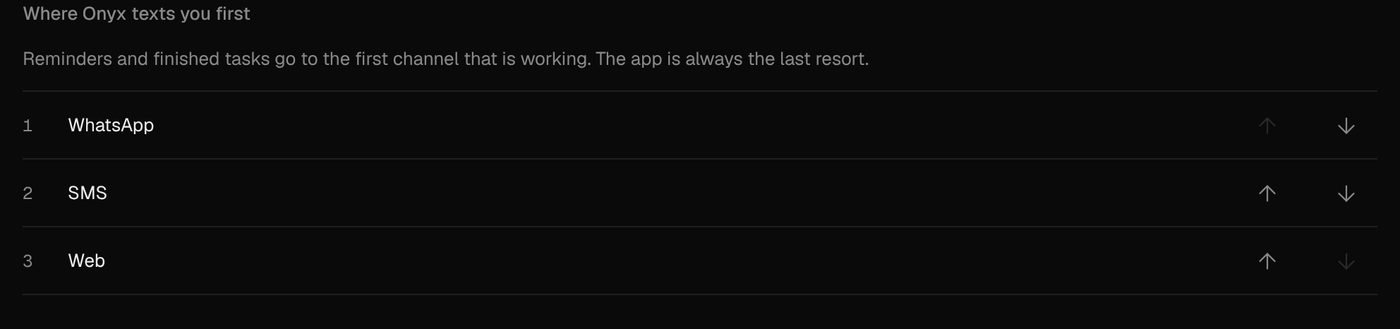 Where Onyx texts you first
Reminders and finished tasks go to the first channel that is working. The app is always the last resort.
1 WhatsApp
2 SMS
3 Web